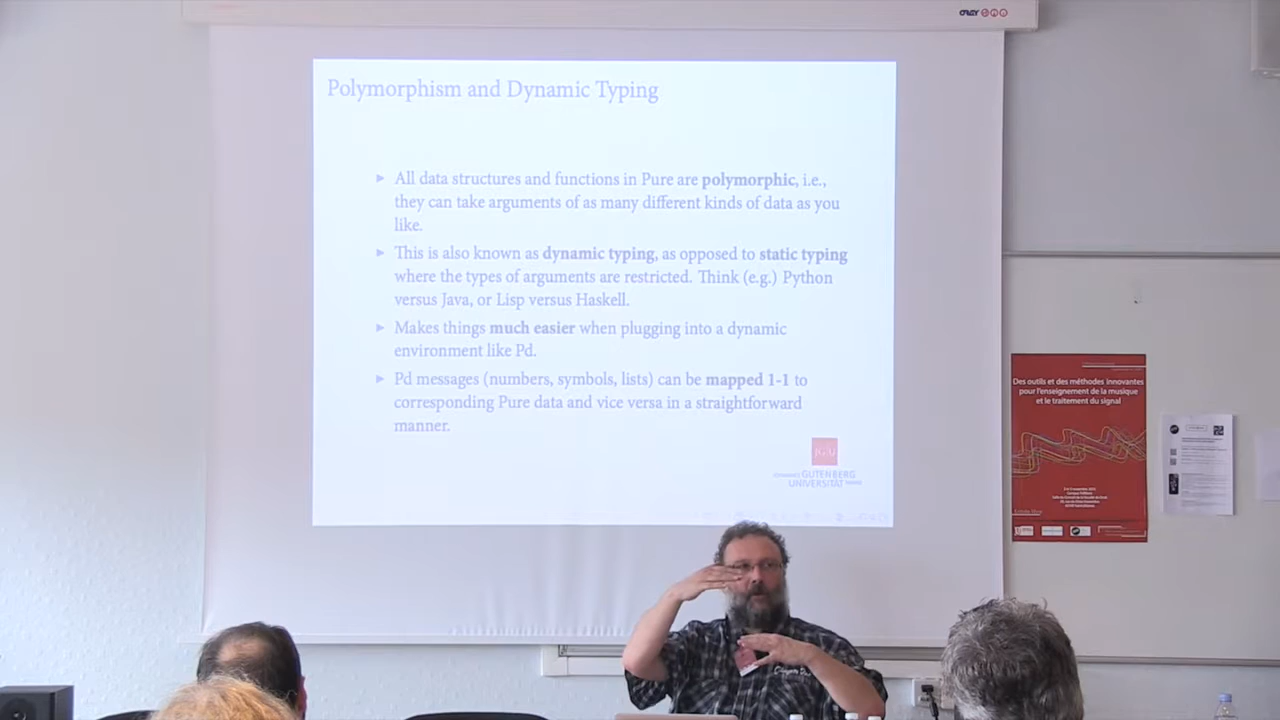 ORAY
Polymorphism and Dynamic Typing
► All data structures and functions in Pure are polymorphic, i.e.,
they can take arguments of as many different kinds of data as you
like.
► This is also known as dynamic typing, as opposed to static typing
where the types of arguments are restricted. Think (e.g.) Python
versus Java, or Lisp versus Haskell.
► Makes things much easier when plugging into a dynamic
environment like Pd.
► Pd messages (numbers, symbols, lists) can be mapped 1-1 to
corresponding Pure data and vice versa in a straightforward
manner.
JG|U
GUTENBERG
UNIVERSITÄT
Des outils et des méthodes innovantes
pour l'enseignement de la musique
et le traitement du signal